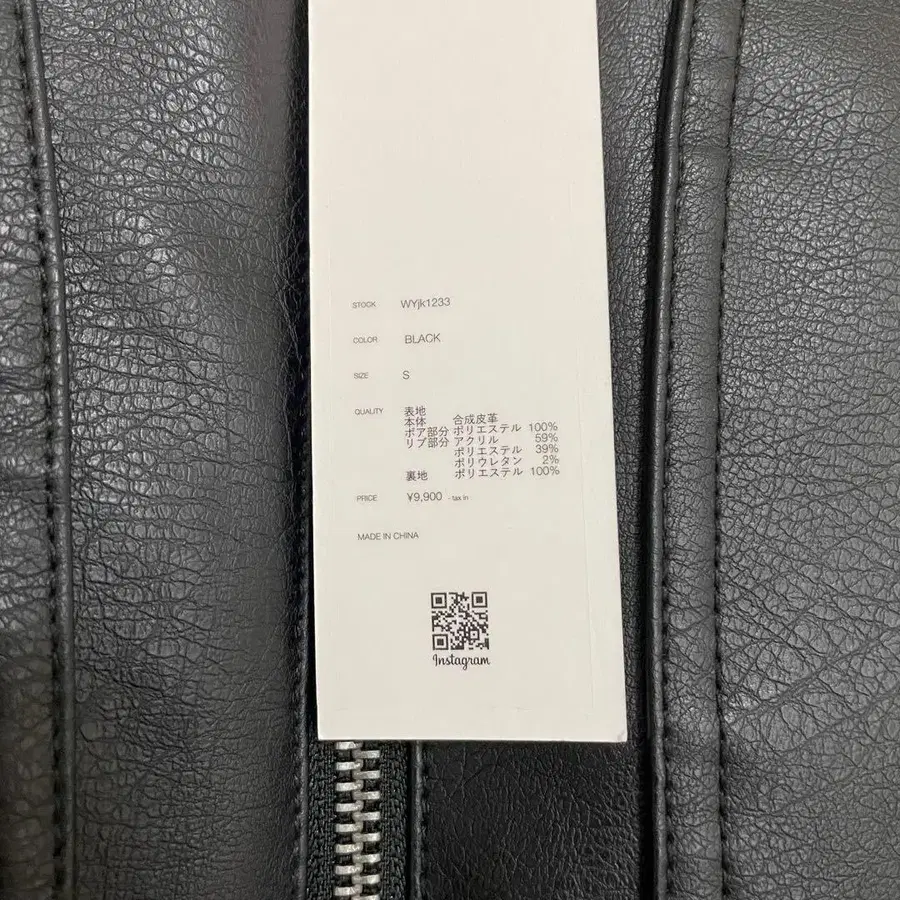 STOCK WYjk1233
COLOR BLACK
SIZE S
QUALITY 表地
本体 合成皮革
ボア部分 ポリエステル 100%
リブ部分 アクリル 59%
ポリエステル 39%
ポリウレタン 2%
裏地 ポリエステル 100%
PRICE ¥9,900 - tax in -
MADE IN CHINA
Instagram